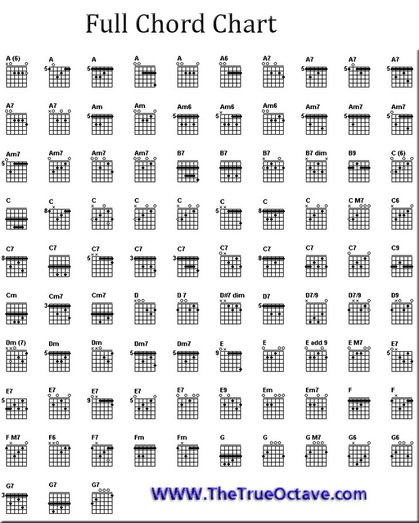 Full Chord Chart
A (6) A A A A A6 A7 A7 A7
A7 A7 Am Am Am6 Am6 Am6 Am7 Am7 Am7
Am7 Am7 Am7 Am7 B7 B7 B7 B7 dim B9 C (6)
C C C C C C C C M7 C6
C7 C7 C7 C7 C7 C7 C7 C7 C9
Cm Cm7 Cm7 D D 7 D#7 dim D7 D7/9 D7/9 D9
Dm (7) Dm Dm Dm7 Dm7 E E E add 9 E M7 E7
E7 E7 E7 E7 E7 E9 Em Em7 F F
F M7 F6 F7 Fm Fm G G G M7 G6 G6
G7 G7 G7
www.TheTrueOctave.com